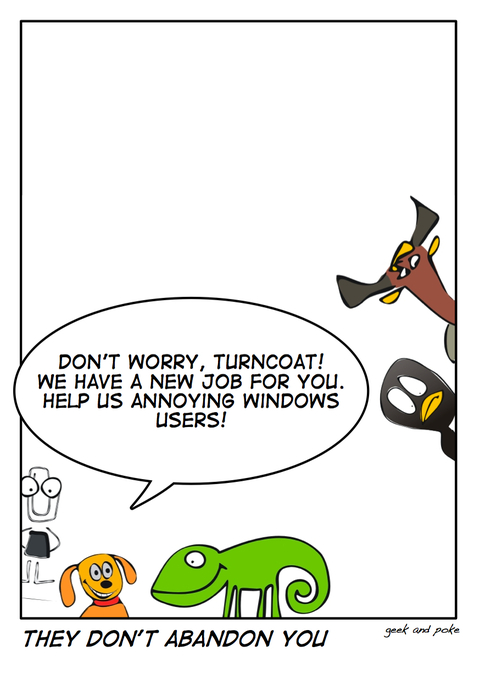 DON'T WORRY, TURNCOAT!
WE HAVE A NEW JOB FOR YOU.
HELP US ANNOYING WINDOWS
USERS!
THEY DON'T ABANDON YOU
geek and poke